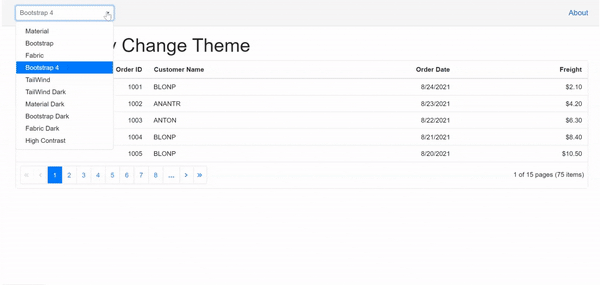 Bootstrap 4
About
Material
Bootstrap
Fabric
Bootstrap 4
TailWind
TailWind Dark
Material Dark
Bootstrap Dark
Fabric Dark
High Contrast
y Change Theme
Order ID Customer Name Order Date Freight
1001 BLONP 8/24/2021 $2.10
1002 ANANTR 8/23/2021 $4.20
1003 ANTON 8/22/2021 $6.30
1004 BLONP 8/21/2021 $8.40
1005 BLONP 8/20/2021 $10.50
« ‹ 1 2 3 4 5 6 7 8 ... › » 1 of 15 pages (75 items)